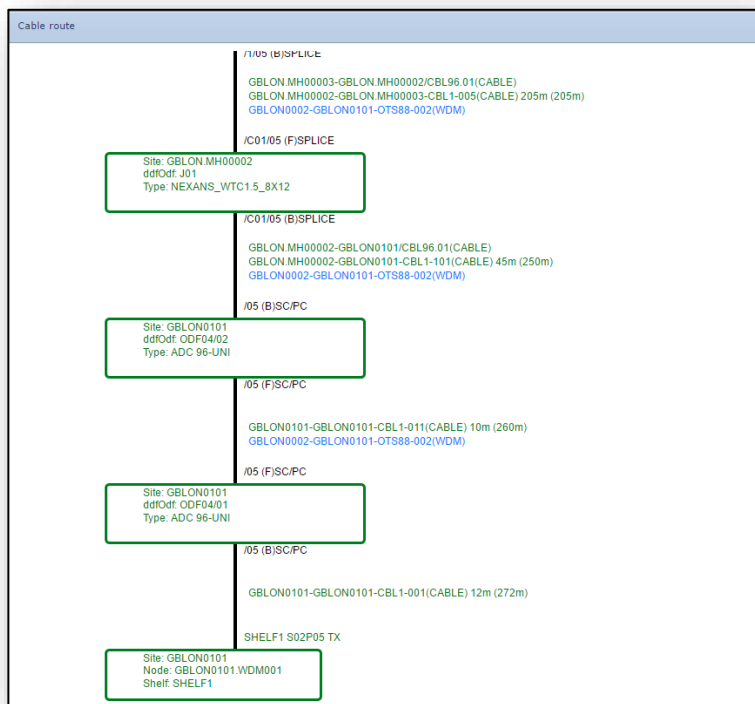 Cable route
/1/05 (B)SPLICE
GBLON.MH00003-GBLON.MH00002/CBL96.01(CABLE)
GBLON.MH00002-GBLON.MH00003-CBL1-005(CABLE) 205m (205m)
GBLON0002-GBLON0101-OTS88-002(WDM)
/C01/05 (F)SPLICE
Site: GBLON.MH00002
ddfOdf: J01
Type: NEXANS_WTC1.5_8X12
/C01/05 (B)SPLICE
GBLON.MH00002-GBLON0101/CBL96.01(CABLE)
GBLON.MH00002-GBLON0101-CBL1-101(CABLE) 45m (250m)
GBLON0002-GBLON0101-OTS88-002(WDM)
/05 (B)SC/PC
Site: GBLON0101
ddfOdf: ODF04/02
Type: ADC 96-UNI
/05 (F)SC/PC
GBLON0101-GBLON0101-CBL1-011(CABLE) 10m (260m)
GBLON0002-GBLON0101-OTS88-002(WDM)
/05 (F)SC/PC
Site: GBLON0101
ddfOdf: ODF04/01
Type: ADC 96-UNI
/05 (B)SC/PC
GBLON0101-GBLON0101-CBL1-001(CABLE) 12m (272m)
SHELF1 S02P05 TX
Site: GBLON0101
Node: GBLON0101.WDM001
Shelf: SHELF1